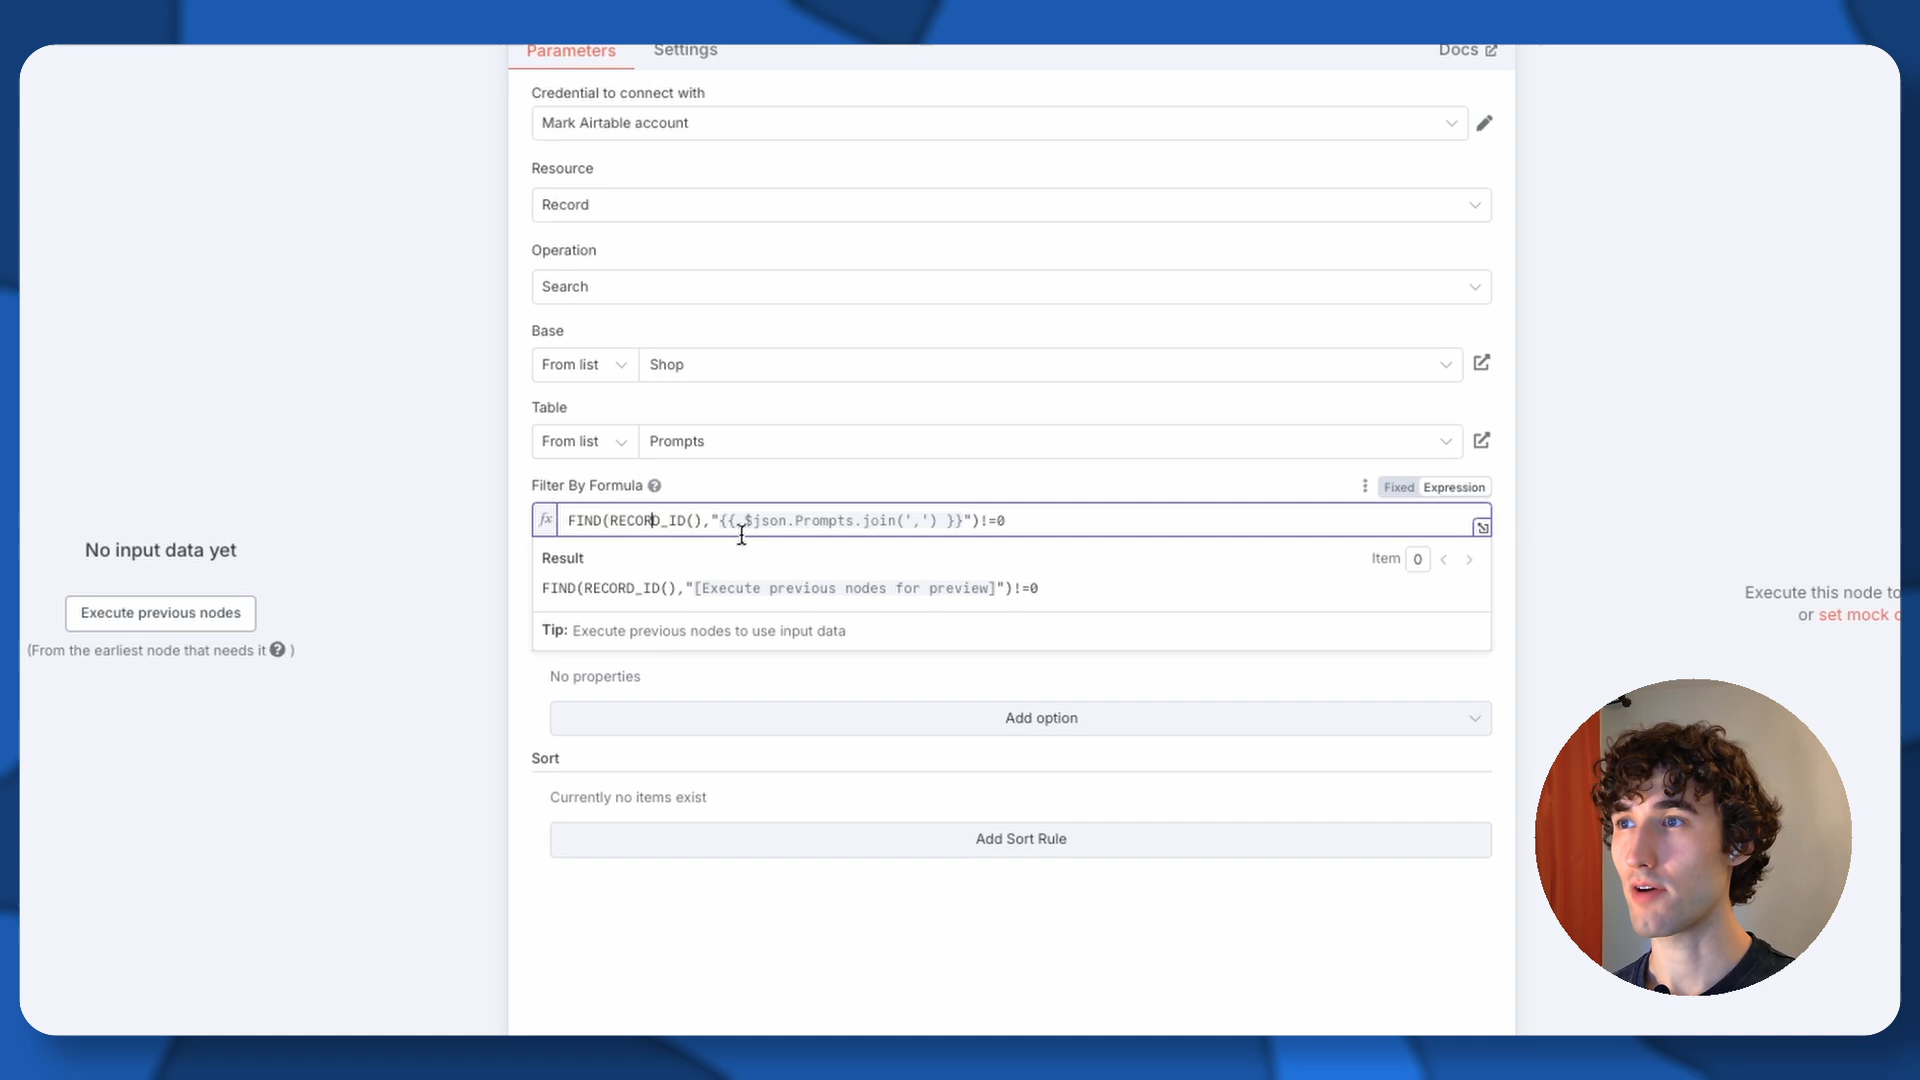 Parameters
Settings
Docs
Credential to connect with
Mark Airtable account
Resource
Record
Operation
Search
Base
From list
Shop
Table
From list
Prompts
Filter By Formula
Fixed
Expression
fx
FIND(RECORD_ID(),"{{ $json.Prompts.join(',') }}")!=0
Result
Item 0
FIND(RECORD_ID(),"[Execute previous nodes for preview]")!=0
Tip: Execute previous nodes to use input data
No properties
Add option
Sort
Currently no items exist
Add Sort Rule
No input data yet
Execute previous nodes
(From the earliest node that needs it ? )
Execute this node to
or set mock